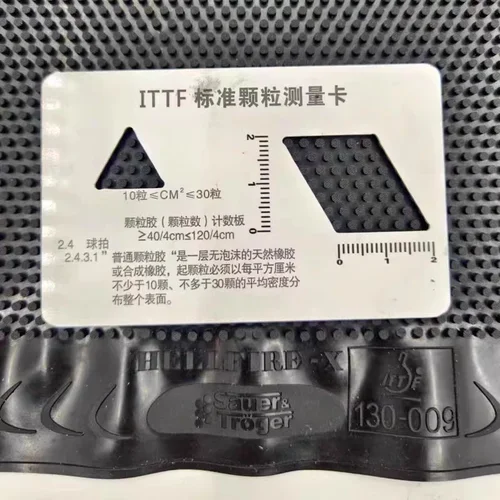 ITTF 标准颗粒测量卡
10粒≤CM²≤30粒
颗粒胶（颗粒数）计数板
≥40/4cm≤120/4cm
2
1
0
0 1 2
2.4 球拍
2.4.3.1" 普通颗粒胶 "是一层无泡沫的天然橡胶
或合成橡胶，起颗粒必须以每平方厘米
不少于10颗、不多于30颗的平均密度分
布整个表面。
HELLFIRE-X
Sauer&
Tröger
ITTF
130-009